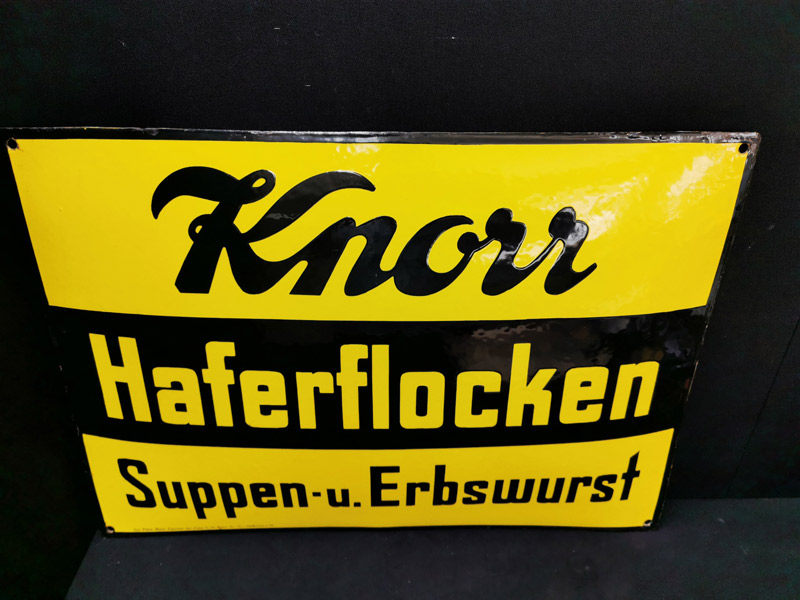 Knorr
Haferflocken
Suppen-u. Erbswurst